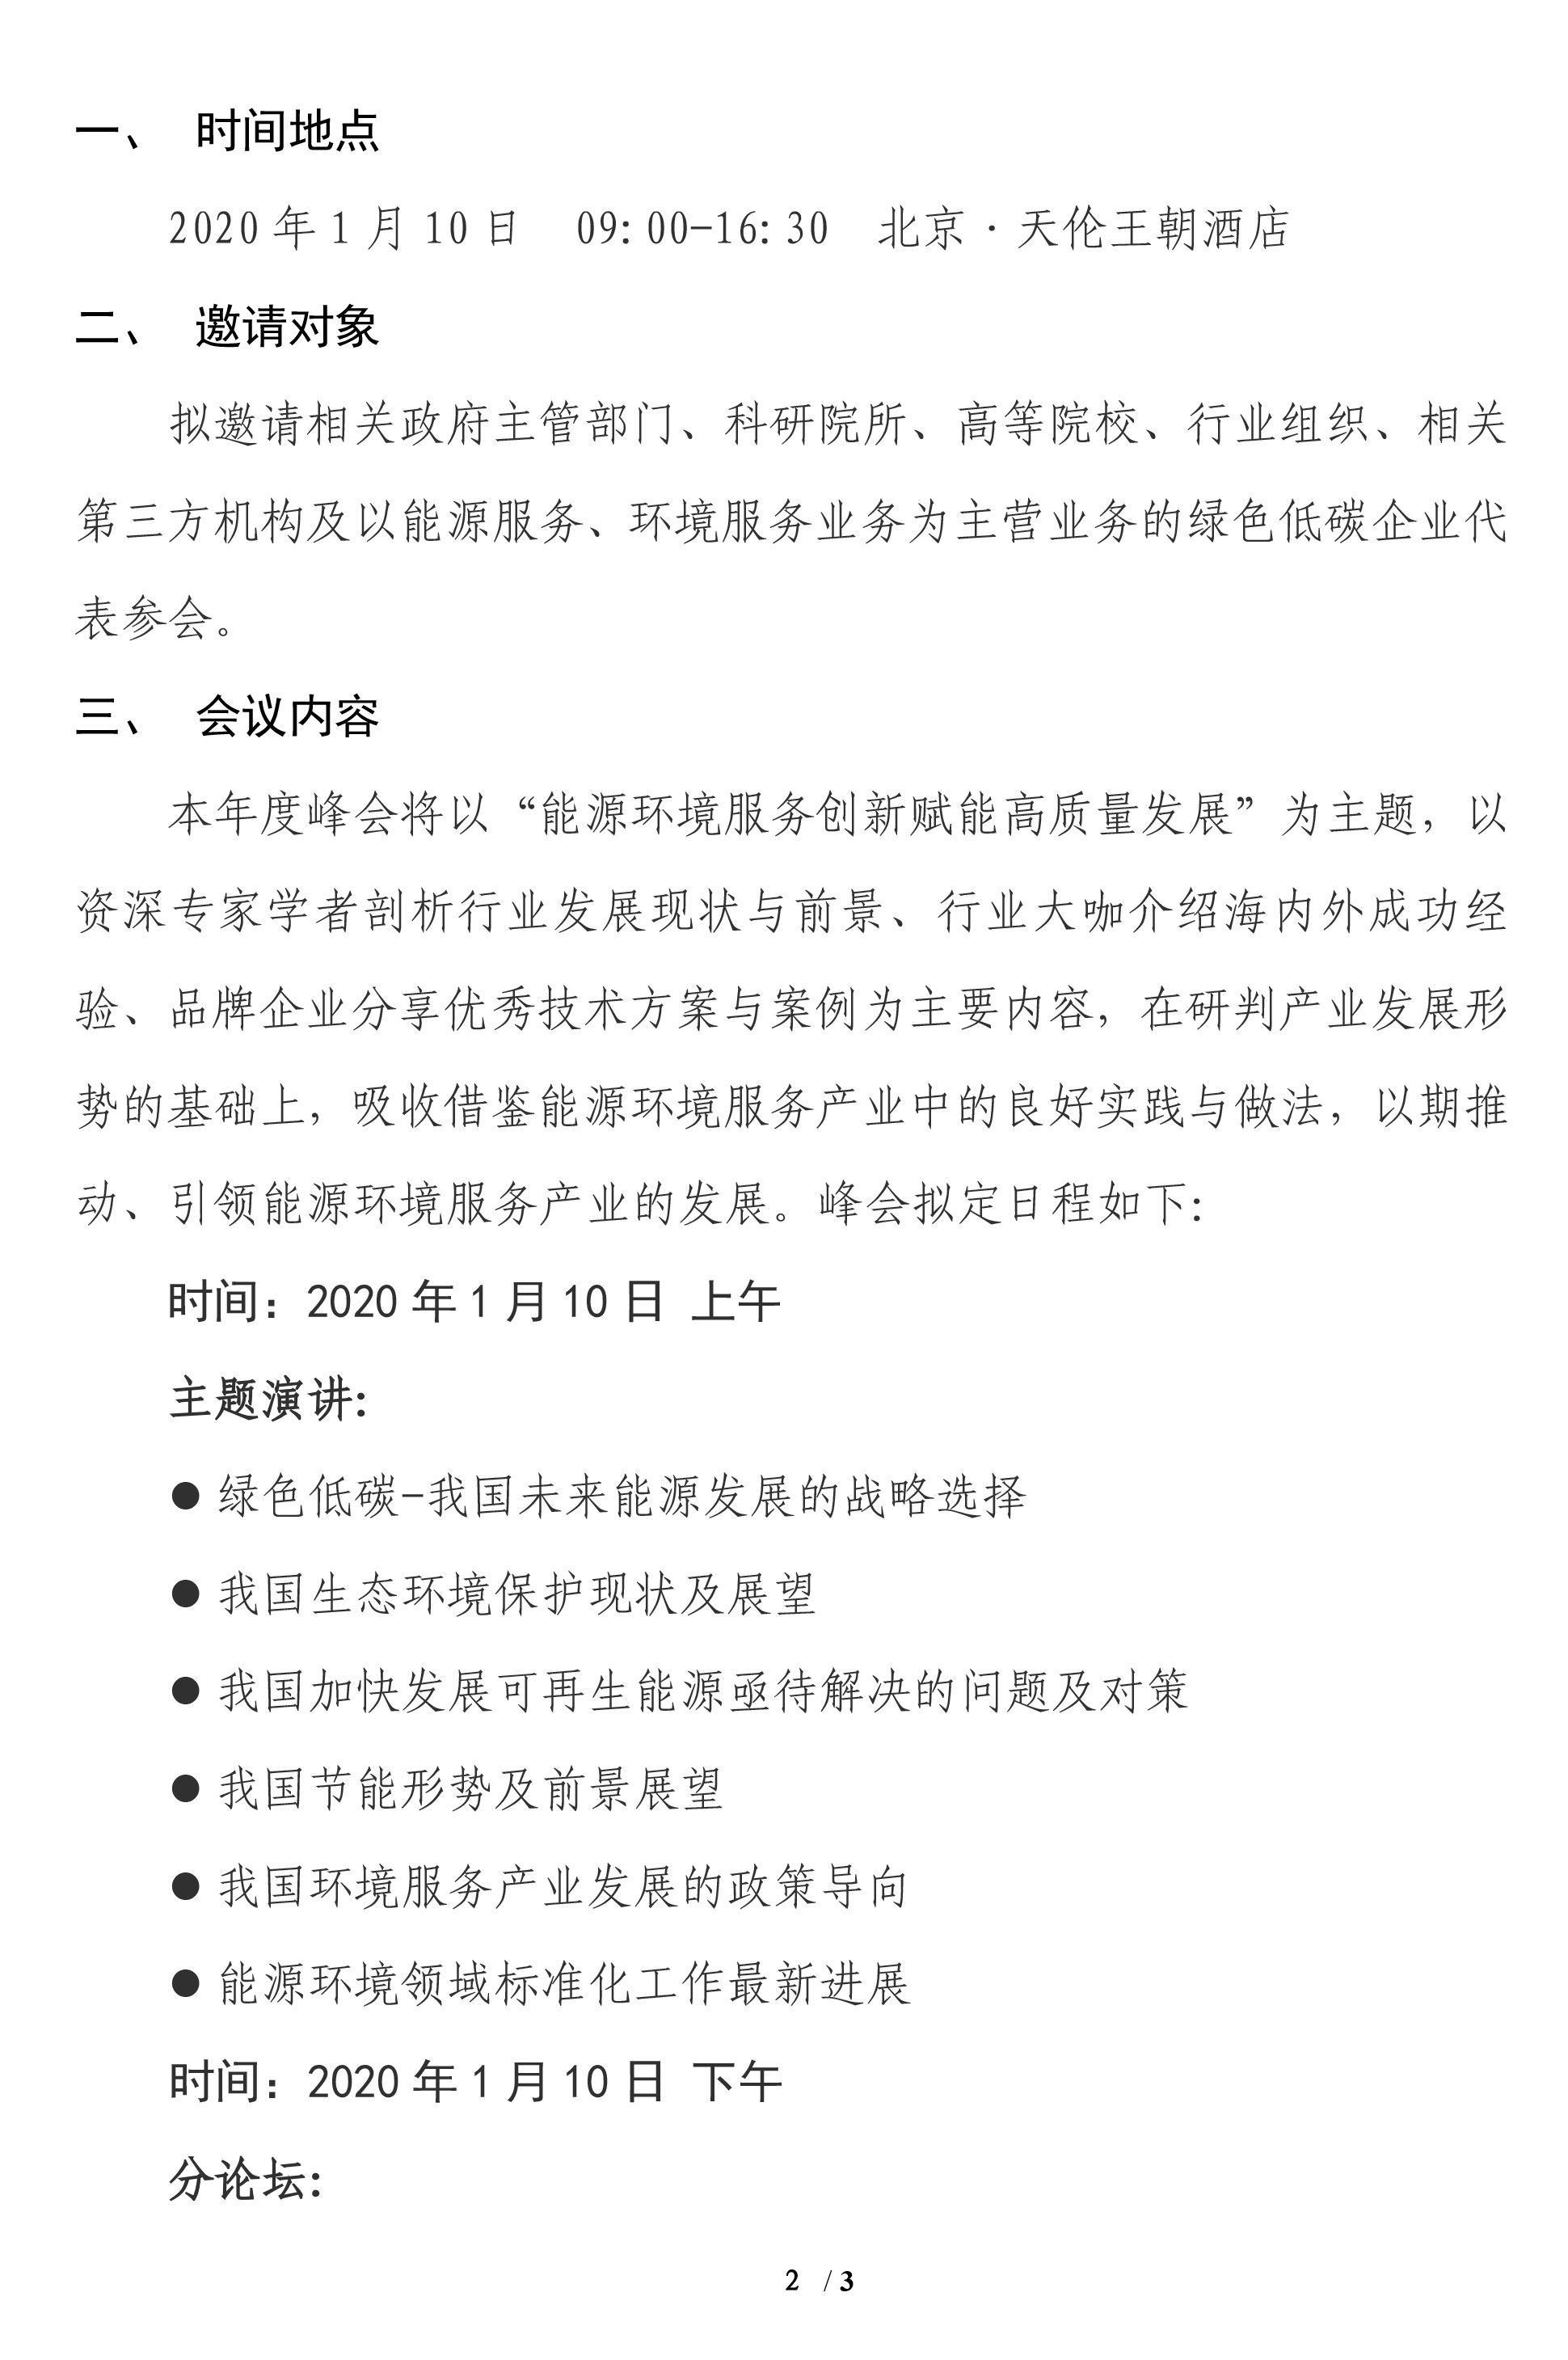 一、 时间地点
2020 年 1 月 10 日 09:00-16:30 北京·天伦王朝酒店
二、 邀请对象
拟邀请相关政府主管部门、科研院所、高等院校、行业组织、相关
第三方机构及以能源服务、环境服务业务为主营业务的绿色低碳企业代
表参会。
三、 会议内容
本年度峰会将以“能源环境服务创新赋能高质量发展”为主题，以
资深专家学者剖析行业发展现状与前景、行业大咖介绍海内外成功经
验、品牌企业分享优秀技术方案与案例为主要内容，在研判产业发展形
势的基础上，吸收借鉴能源环境服务产业中的良好实践与做法，以期推
动、引领能源环境服务产业的发展。峰会拟定日程如下：
时间：2020 年 1 月 10 日 上午
主题演讲：
● 绿色低碳-我国未来能源发展的战略选择
● 我国生态环境保护现状及展望
● 我国加快发展可再生能源亟待解决的问题及对策
● 我国节能形势及前景展望
● 我国环境服务产业发展的政策导向
● 能源环境领域标准化工作最新进展
时间：2020 年 1 月 10 日 下午
分论坛：
2 / 3